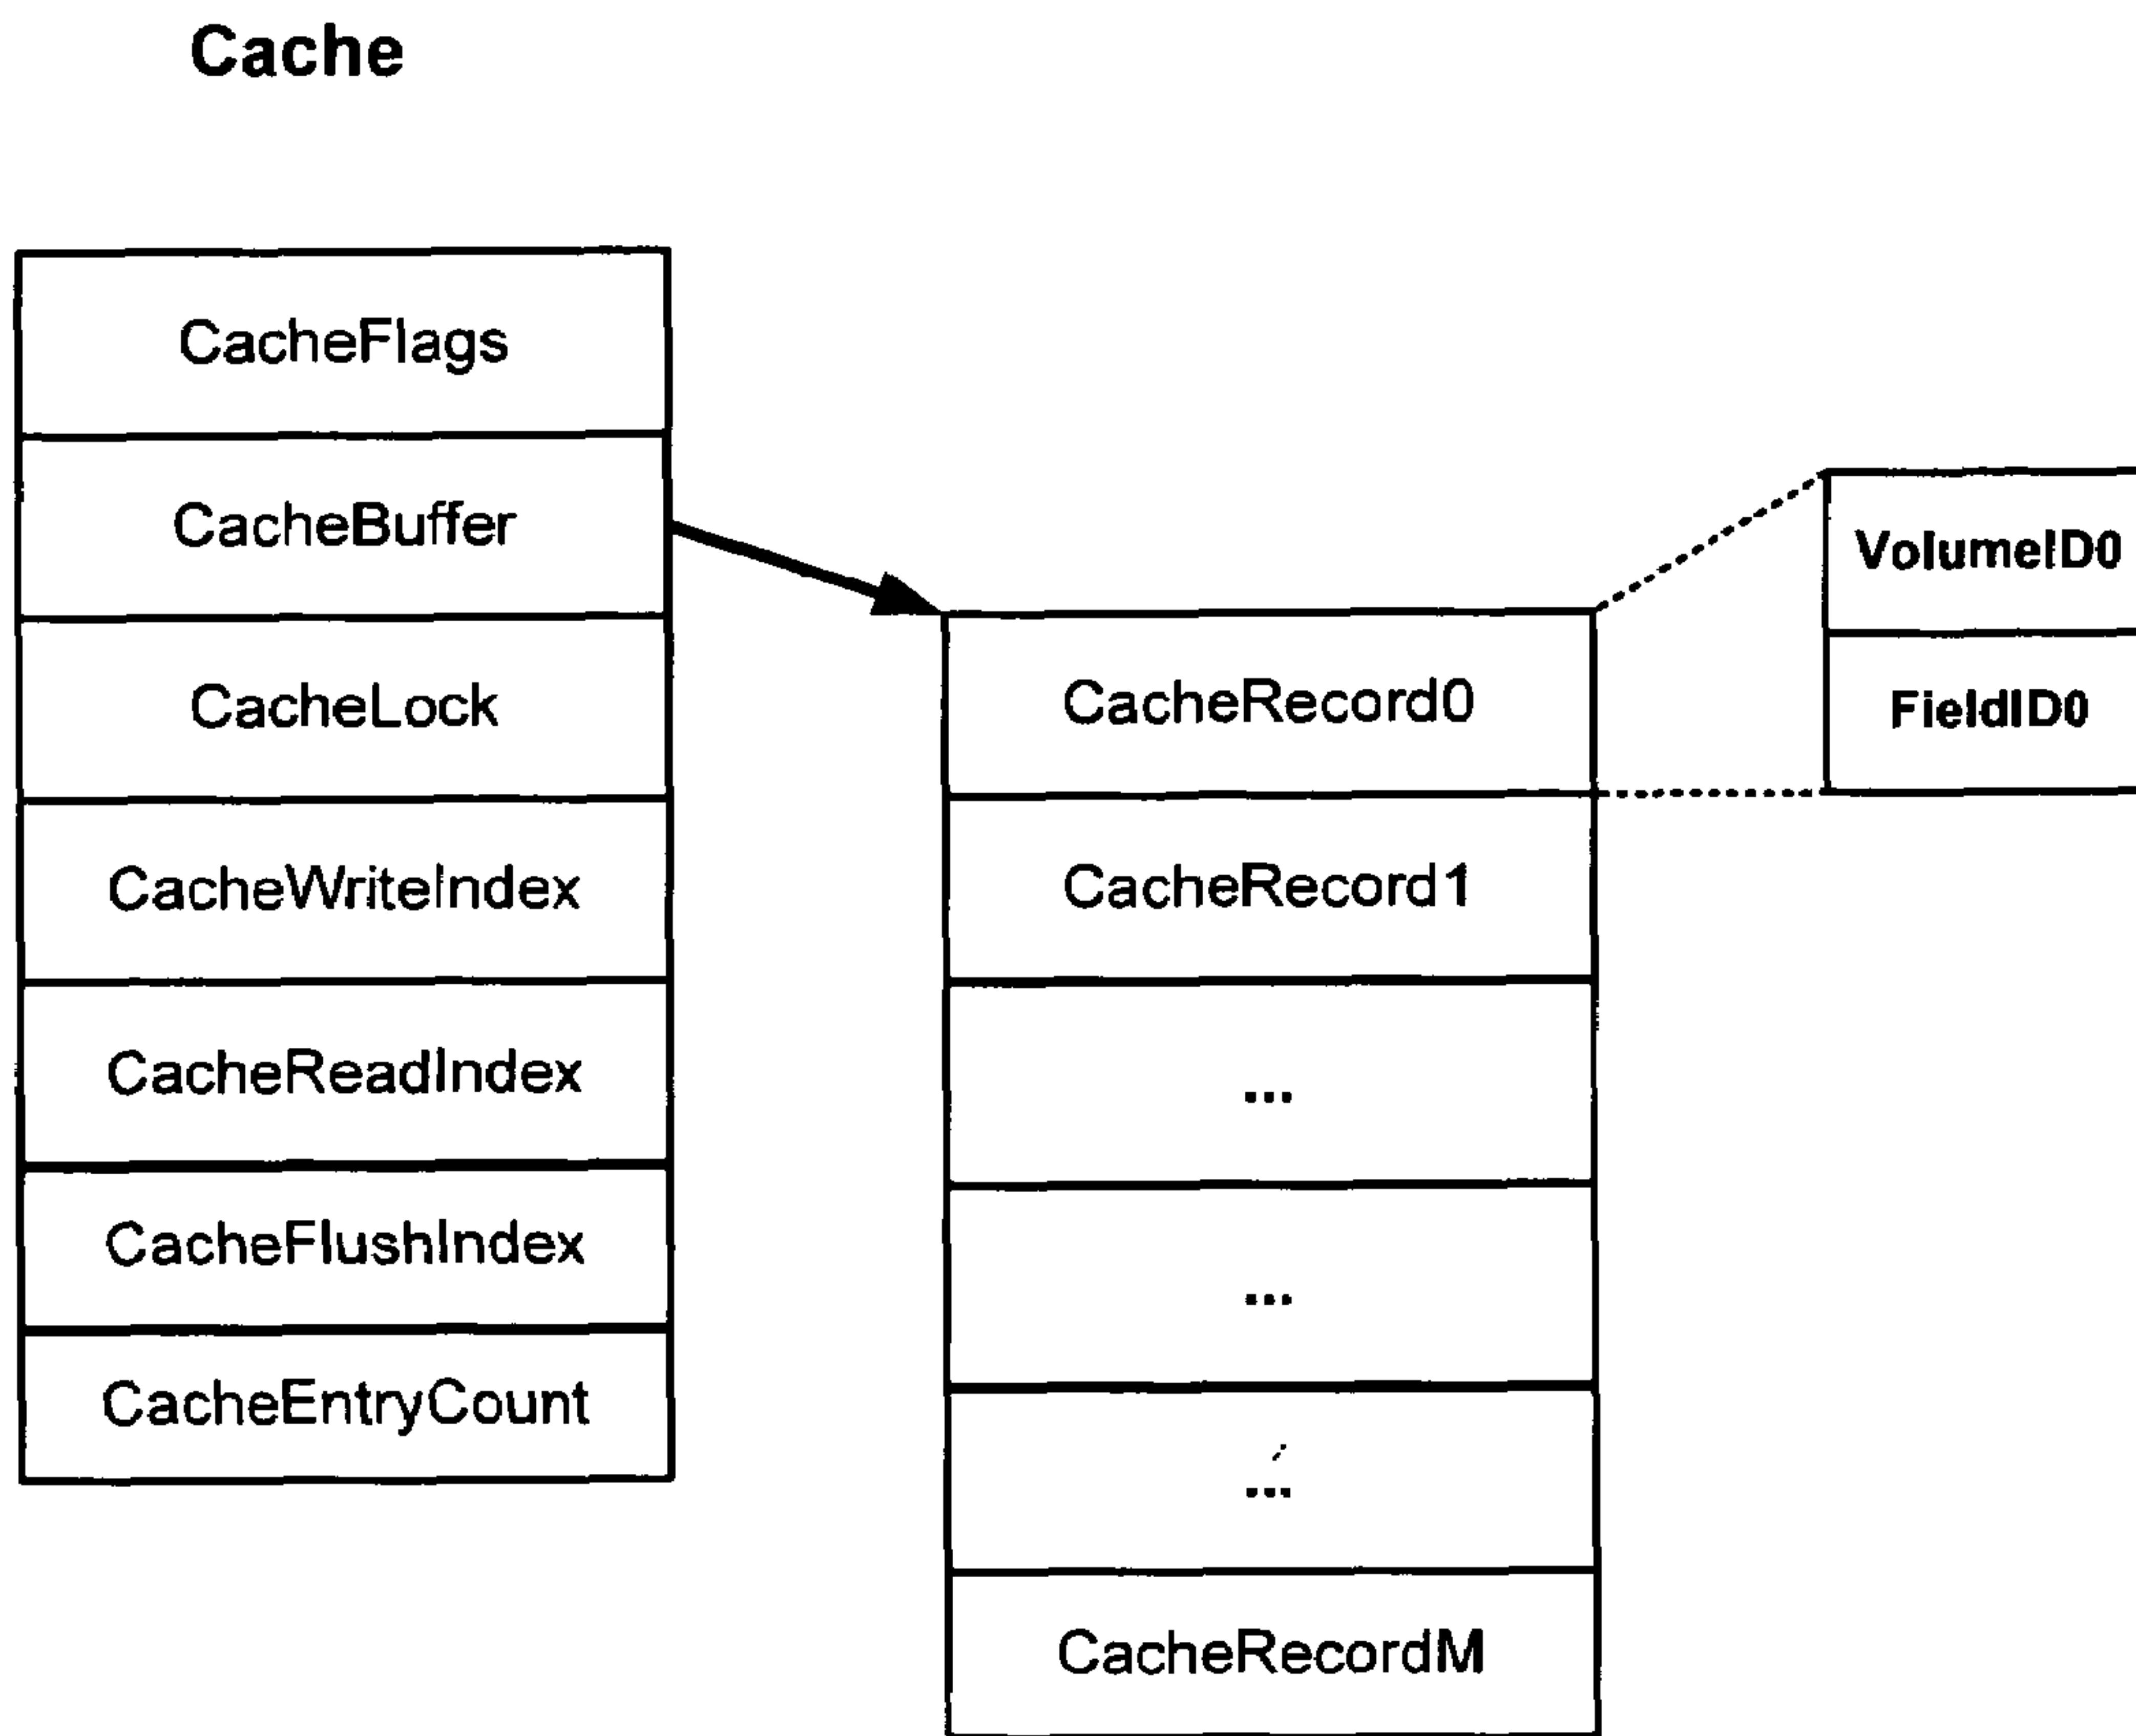 Cache
CacheFlags
CacheBuffer
CacheLock
CacheWriteIndex
CacheReadIndex
CacheFlushIndex
CacheEntryCount
CacheRecord0
CacheRecord1
...
...
...
CacheRecordM
VolumeID0
FieldID0